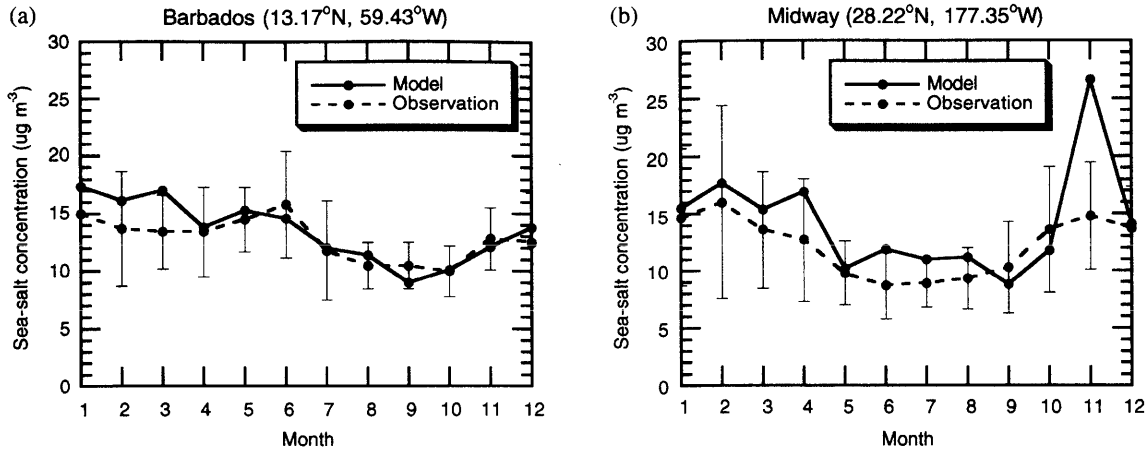 (a)
Barbados (13.17°N, 59.43°W)
Sea-salt concentration (ug m-3)
30
25
20
15
10
5
0
Model
Observation
1 2 3 4 5 6 7 8 9 10 11 12
Month
(b)
Midway (28.22°N, 177.35°W)
Sea-salt concentration (ug m-3)
30
25
20
15
10
5
0
Model
Observation
1 2 3 4 5 6 7 8 9 10 11 12
Month